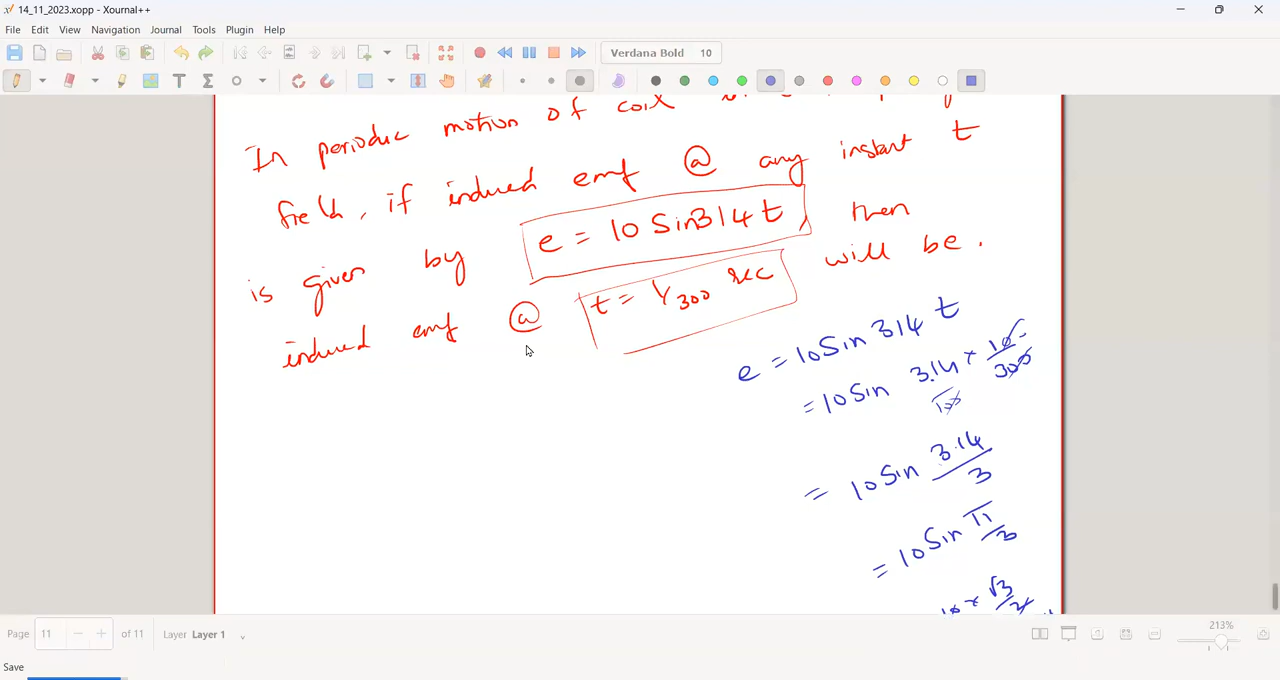 14_11_2023.xopp - Xournal++
File Edit View Navigation Journal Tools Plugin Help
Verdana Bold 10
In periodic motion of coil
field, if induced emf @ any instant t
is given by e = 10 Sin314 t then
induced emf @ t = 1/300 sec will be.
e = 10 Sin 314 t
= 10 Sin 3.14 × 100/300
= 10 Sin 3.14/3
= 10 Sin π/3
× √3/2
Page 11 of 11 Layer Layer 1 213%
Save